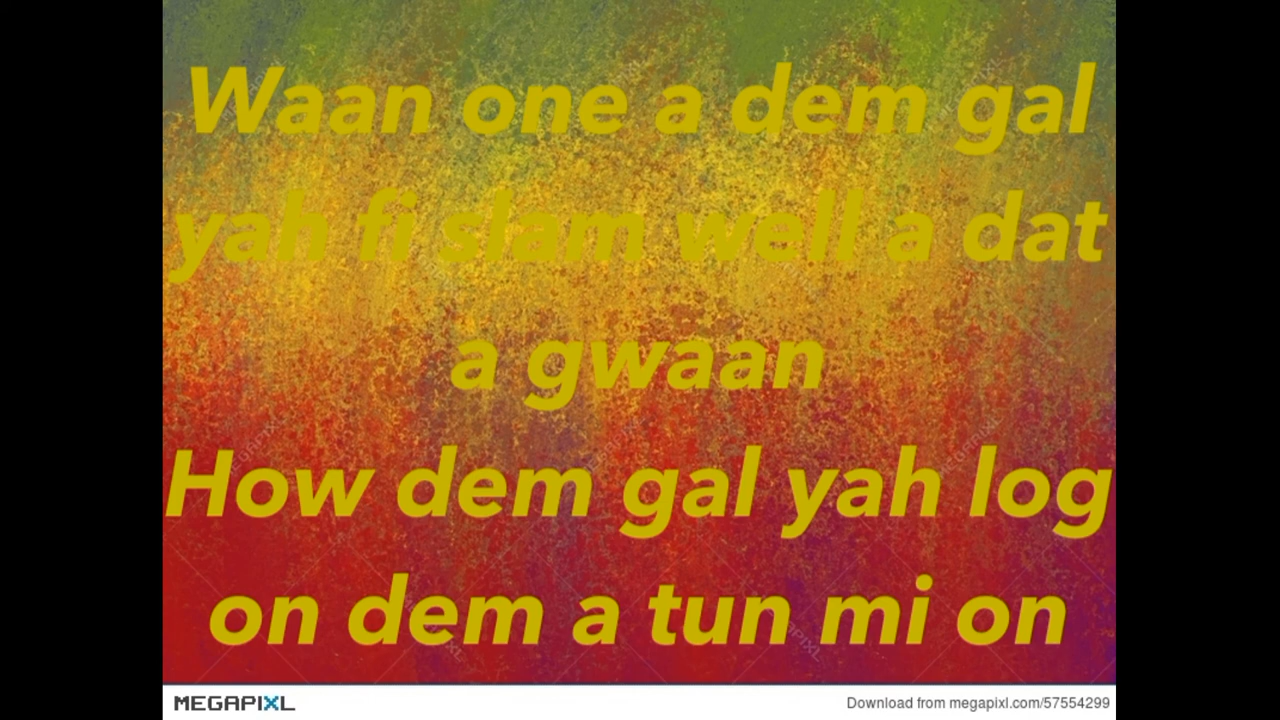 Waan one a dem gal
yah fi slam well a dat
a gwaan
How dem gal yah log
on dem a tun mi on
MEGAPIXL
Download from megapixl.com/57554299